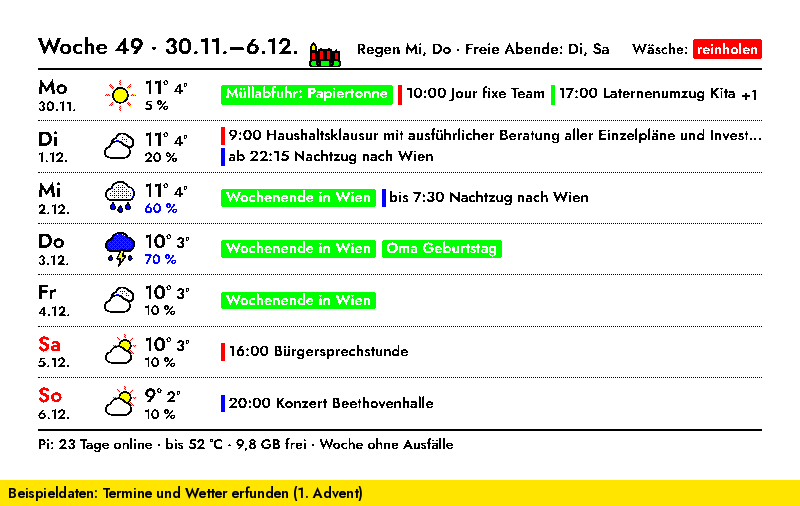 Woche 49 · 30.11.–6.12. Regen Mi, Do · Freie Abende: Di, Sa Wäsche: reinholen
Mo 11° 4° Müllabfuhr: Papiertonne 10:00 Jour fixe Team 17:00 Laternenumzug Kita +1
30.11. 5 %
Di 11° 4° 9:00 Haushaltsklausur mit ausführlicher Beratung aller Einzelpläne und Invest...
1.12. 20 % ab 22:15 Nachtzug nach Wien
Mi 11° 4° Wochenende in Wien bis 7:30 Nachtzug nach Wien
2.12. 60 %
Do 10° 3° Wochenende in Wien Oma Geburtstag
3.12. 70 %
Fr 10° 3° Wochenende in Wien
4.12. 10 %
Sa 10° 3° 16:00 Bürgersprechstunde
5.12. 10 %
So 9° 2° 20:00 Konzert Beethovenhalle
6.12. 10 %
Pi: 23 Tage online · bis 52 °C · 9,8 GB frei · Woche ohne Ausfälle
Beispieldaten: Termine und Wetter erfunden (1. Advent)